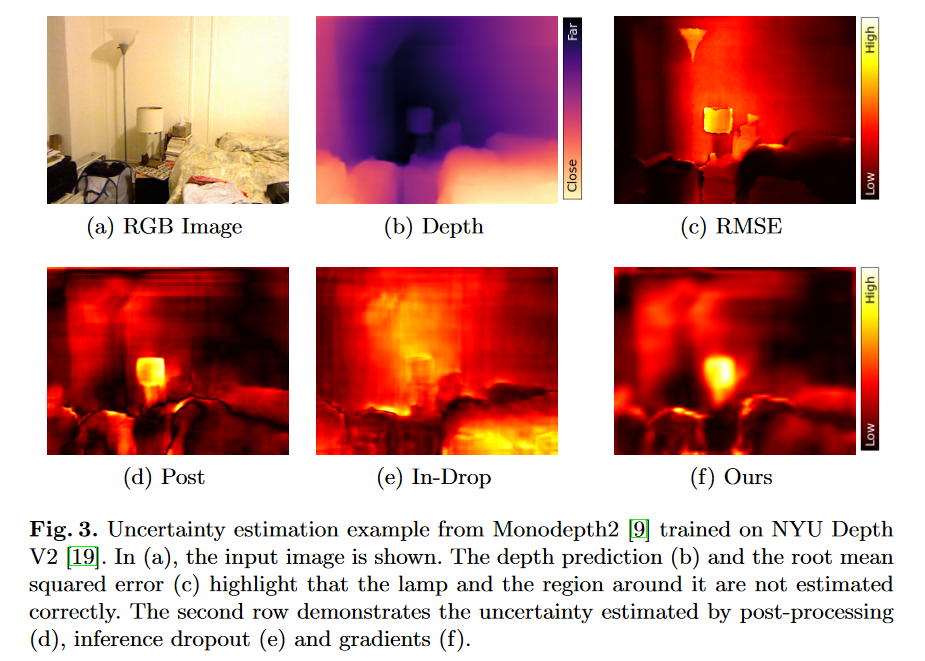 Far
Close
High
Low
(a) RGB Image
(b) Depth
(c) RMSE
High
Low
(d) Post
(e) In-Drop
(f) Ours
Fig. 3. Uncertainty estimation example from Monodepth2 [9] trained on NYU Depth
V2 [19]. In (a), the input image is shown. The depth prediction (b) and the root mean
squared error (c) highlight that the lamp and the region around it are not estimated
correctly. The second row demonstrates the uncertainty estimated by post-processing
(d), inference dropout (e) and gradients (f).